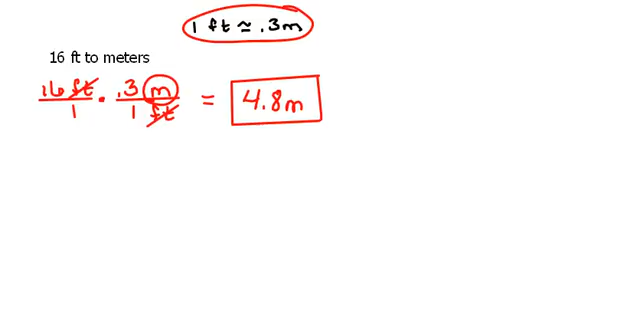 1 ft ≃ .3m
16 ft to meters
16 ft/1 · .3 m/1 ft = 4.8m